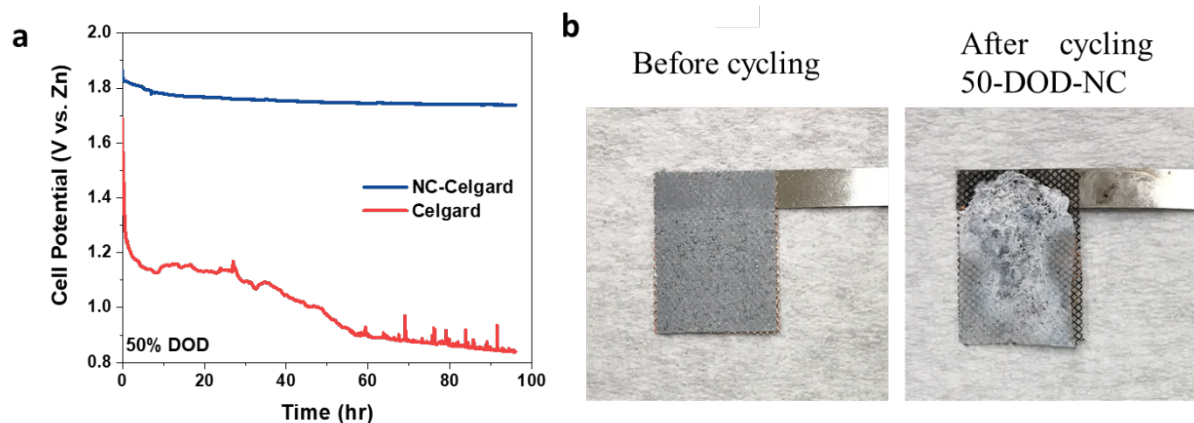 a
2.0
1.8
1.6
1.4
1.2
1.0
0.8
Cell Potential (V vs. Zn)
NC-Celgard
Celgard
50% DOD
0 20 40 60 80 100
Time (hr)
b
Before cycling
After cycling
50-DOD-NC